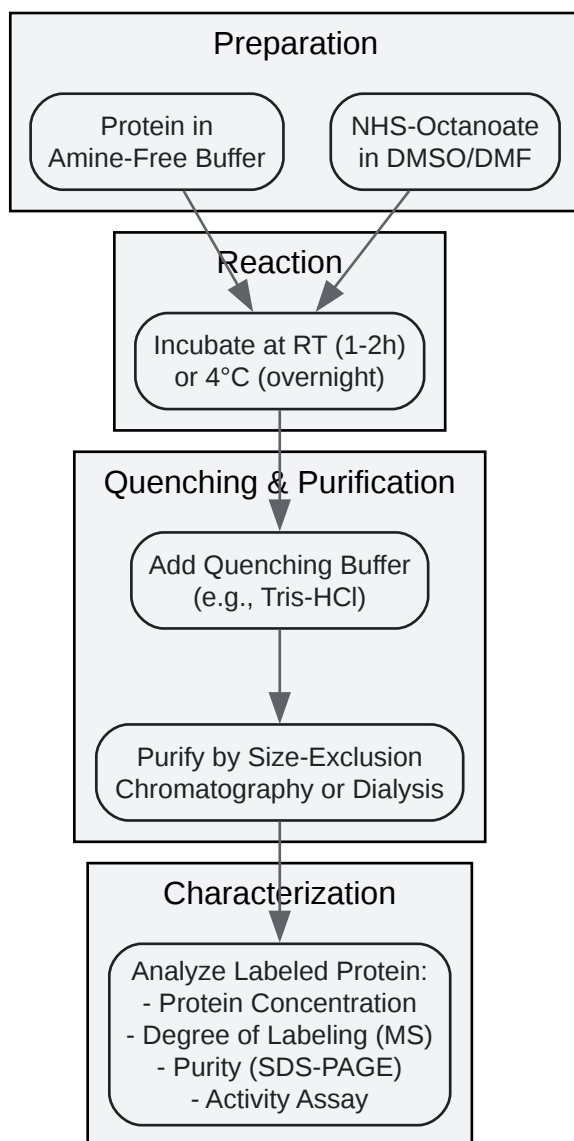 Preparation
Protein in
Amine-Free Buffer
NHS-Octanoate
in DMSO/DMF
Reaction
Incubate at RT (1-2h)
or 4°C (overnight)
Quenching & Purification
Add Quenching Buffer
(e.g., Tris-HCl)
Purify by Size-Exclusion
Chromatography or Dialysis
Characterization
Analyze Labeled Protein:
- Protein Concentration
- Degree of Labeling (MS)
- Purity (SDS-PAGE)
- Activity Assay